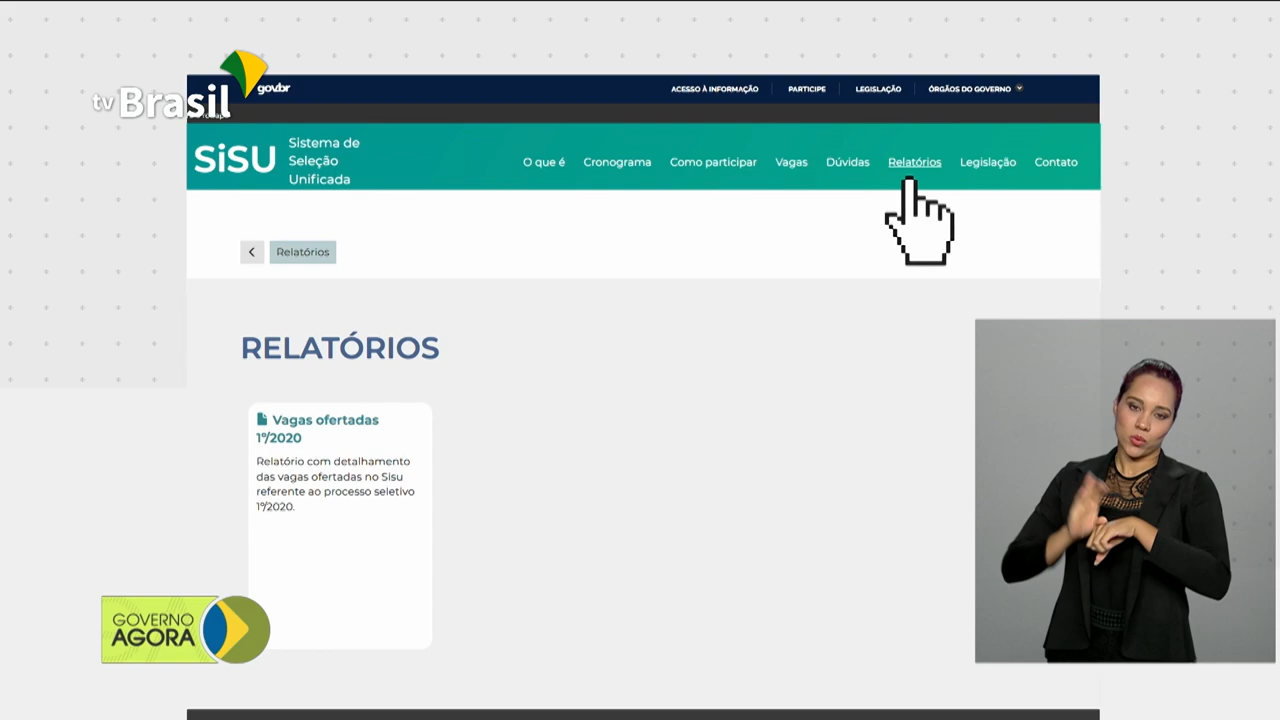 tv Brasil
gov.br
ACESSO À INFORMAÇÃO
PARTICIPE
LEGISLAÇÃO
ÓRGÃOS DO GOVERNO
SiSU
Sistema de
Seleção
Unificada
O que é
Cronograma
Como participar
Vagas
Dúvidas
Relatórios
Legislação
Contato
Relatórios
RELATÓRIOS
Vagas ofertadas
1º/2020
Relatório com detalhamento
das vagas ofertadas no Sisu
referente ao processo seletivo
1º/2020.
GOVERNO
AGORA